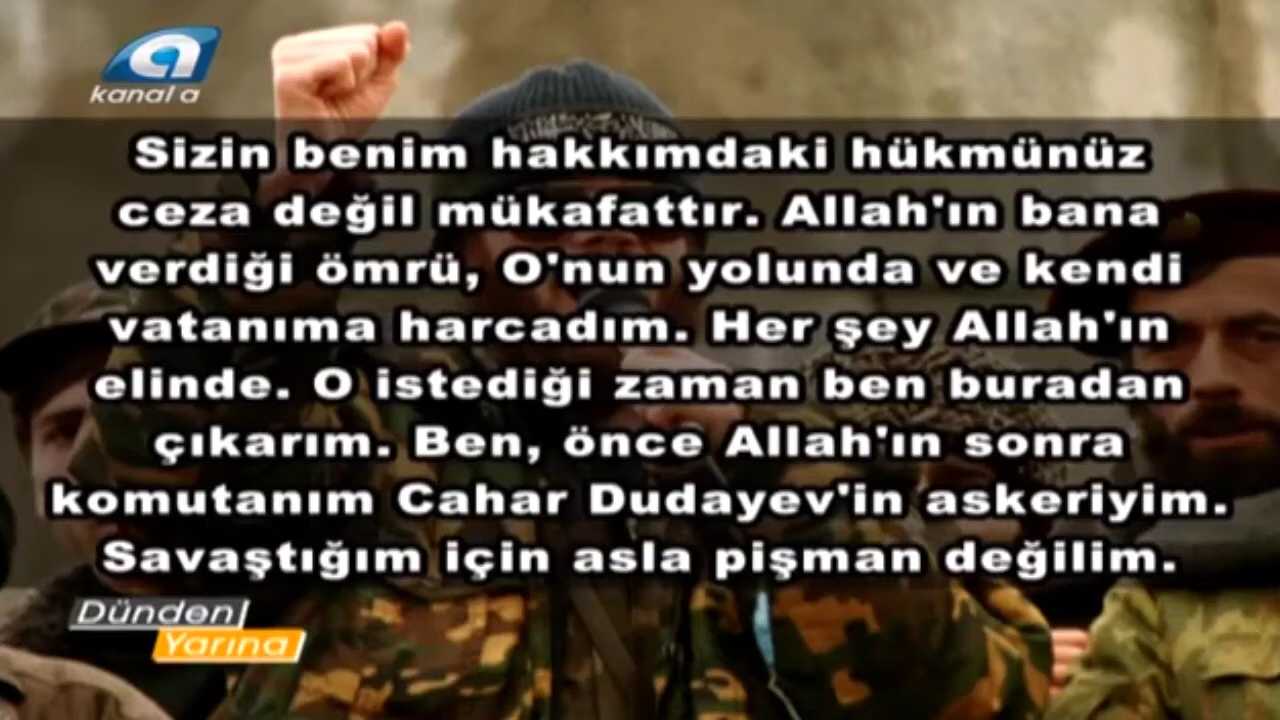 kanal a
Sizin benim hakkımdaki hükmünüz
ceza değil mükafattır. Allah'ın bana
verdiği ömrü, O'nun yolunda ve kendi
vatanıma harcadım. Her şey Allah'ın
elinde. O istediği zaman ben buradan
çıkarım. Ben, önce Allah'ın sonra
komutanım Cahar Dudayev'in askeriyim.
Savaştığım için asla pişman değilim.
Dünden
Yarına